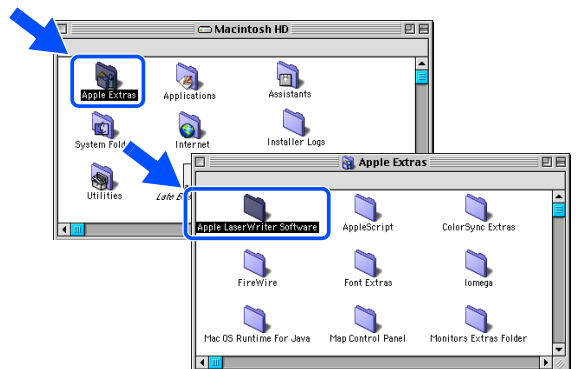 Macintosh HD
Apple Extras
Applications
Assistants
System Fold
Internet
Installer Logs
Utilities
Late B
Apple Extras
Apple LaserWriter Software
AppleScript
ColorSync Extras
FireWire
Font Extras
Iomega
Mac OS Runtime For Java
Map Control Panel
Monitors Extras Folder